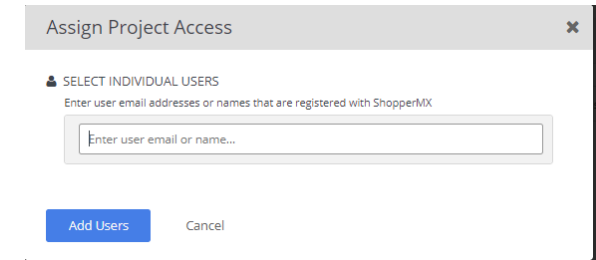 Assign Project Access
SELECT INDIVIDUAL USERS
Enter user email addresses or names that are registered with ShopperMX
Enter user email or name...
Add Users Cancel